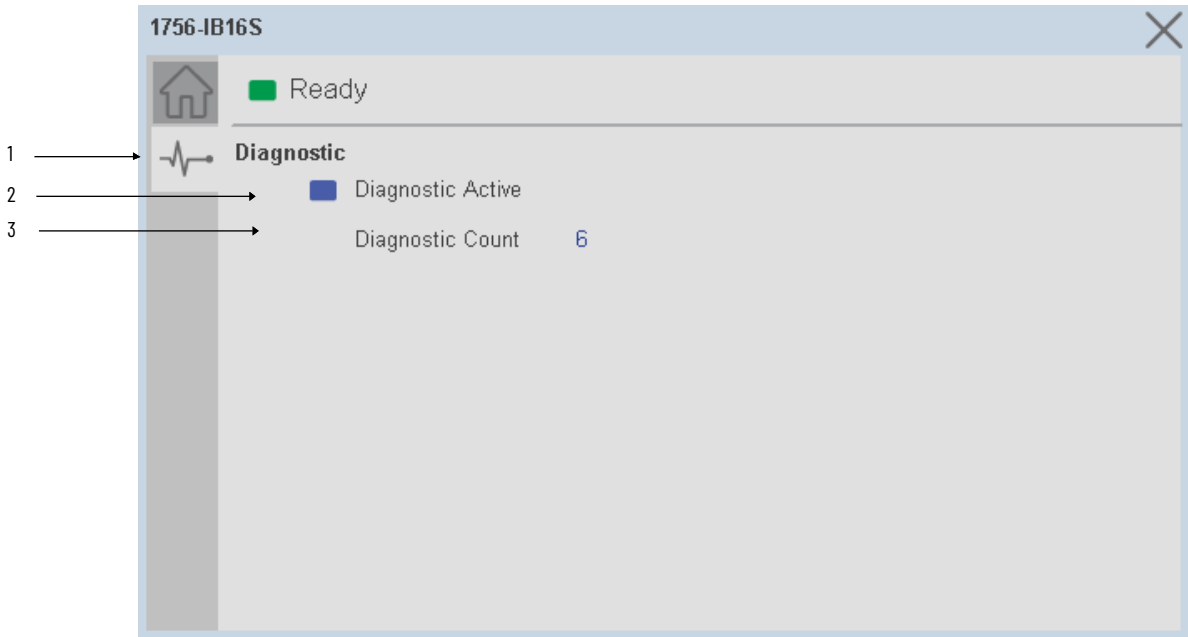 1756-IB16S
Ready
1
Diagnostic
2
Diagnostic Active
3
Diagnostic Count 6